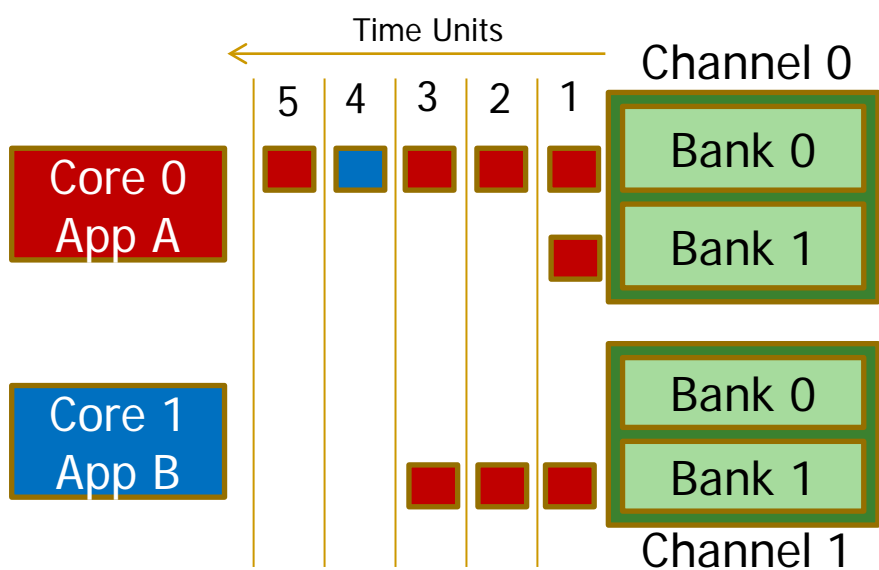 Time Units
Channel 0
5 4 3 2 1
Core 0
App A
Bank 0
Bank 1
Core 1
App B
Bank 0
Bank 1
Channel 1